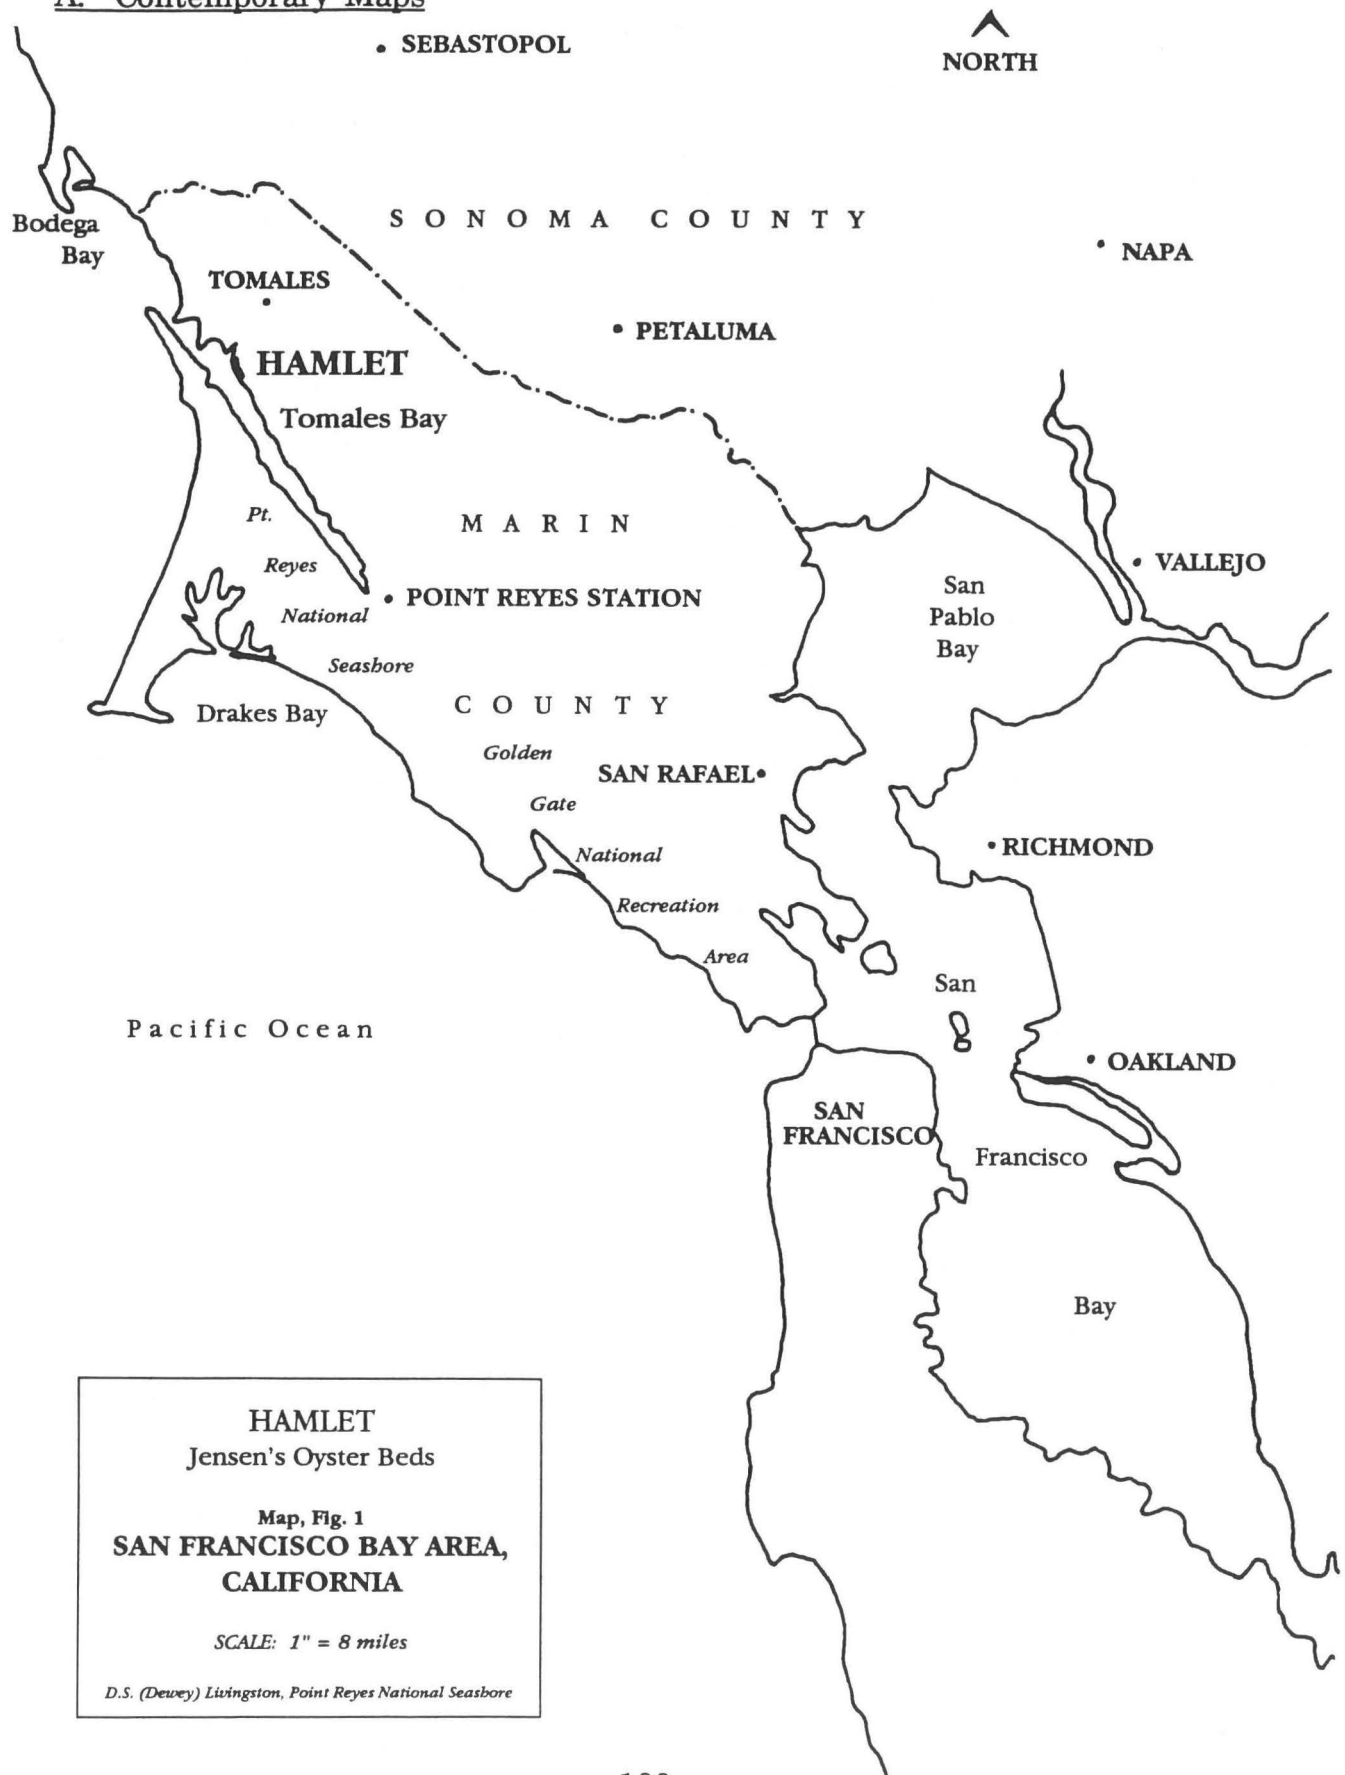 A. Contemporary Maps
SEBASTOPOL
NORTH
Bodega
Bay
SONOMA COUNTY
NAPA
TOMALES
PETALUMA
HAMLET
Tomales Bay
Pt.
Reyes
National
Seashore
MARIN
COUNTY
POINT REYES STATION
San
Pablo
Bay
VALLEJO
Drakes Bay
Golden
Gate
National
Recreation
Area
SAN RAFAEL
RICHMOND
Pacific Ocean
San
Francisco
Bay
OAKLAND
SAN
FRANCISCO
HAMLET
Jensen's Oyster Beds
Map, Fig. 1
SAN FRANCISCO BAY AREA,
CALIFORNIA
SCALE: 1" = 8 miles
D.S. (Dewey) Livingston, Point Reyes National Seashore